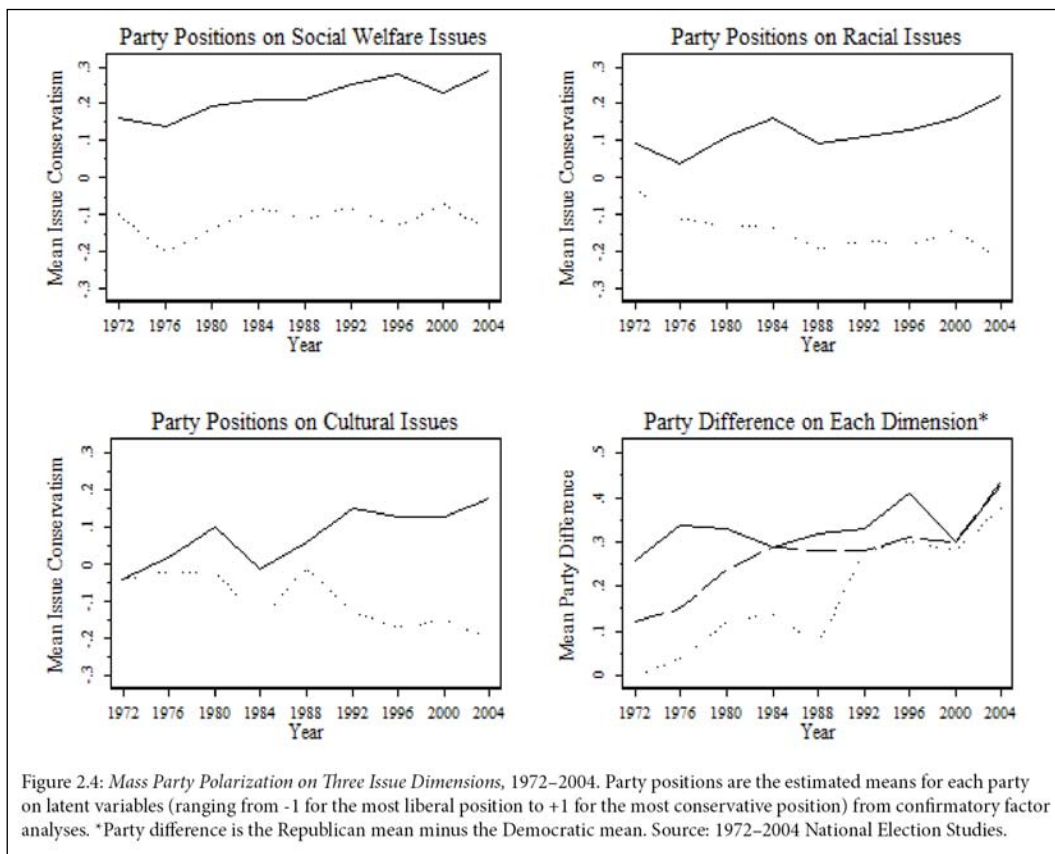 Party Positions on Social Welfare Issues
Mean Issue Conservatism
.3
.2
.1
0
-.1
-.2
-.3
1972 1976 1980 1984 1988 1992 1996 2000 2004
Year
Party Positions on Racial Issues
Mean Issue Conservatism
.3
.2
.1
0
-.1
-.2
-.3
1972 1976 1980 1984 1988 1992 1996 2000 2004
Year
Party Positions on Cultural Issues
Mean Issue Conservatism
.3
.2
.1
0
-.1
-.2
-.3
1972 1976 1980 1984 1988 1992 1996 2000 2004
Year
Party Difference on Each Dimension*
Mean Party Difference
.5
.4
.3
.2
.1
0
1972 1976 1980 1984 1988 1992 1996 2000 2004
Year
Figure 2.4: Mass Party Polarization on Three Issue Dimensions, 1972–2004. Party positions are the estimated means for each party
on latent variables (ranging from -1 for the most liberal position to +1 for the most conservative position) from confirmatory factor
analyses. *Party difference is the Republican mean minus the Democratic mean. Source: 1972–2004 National Election Studies.